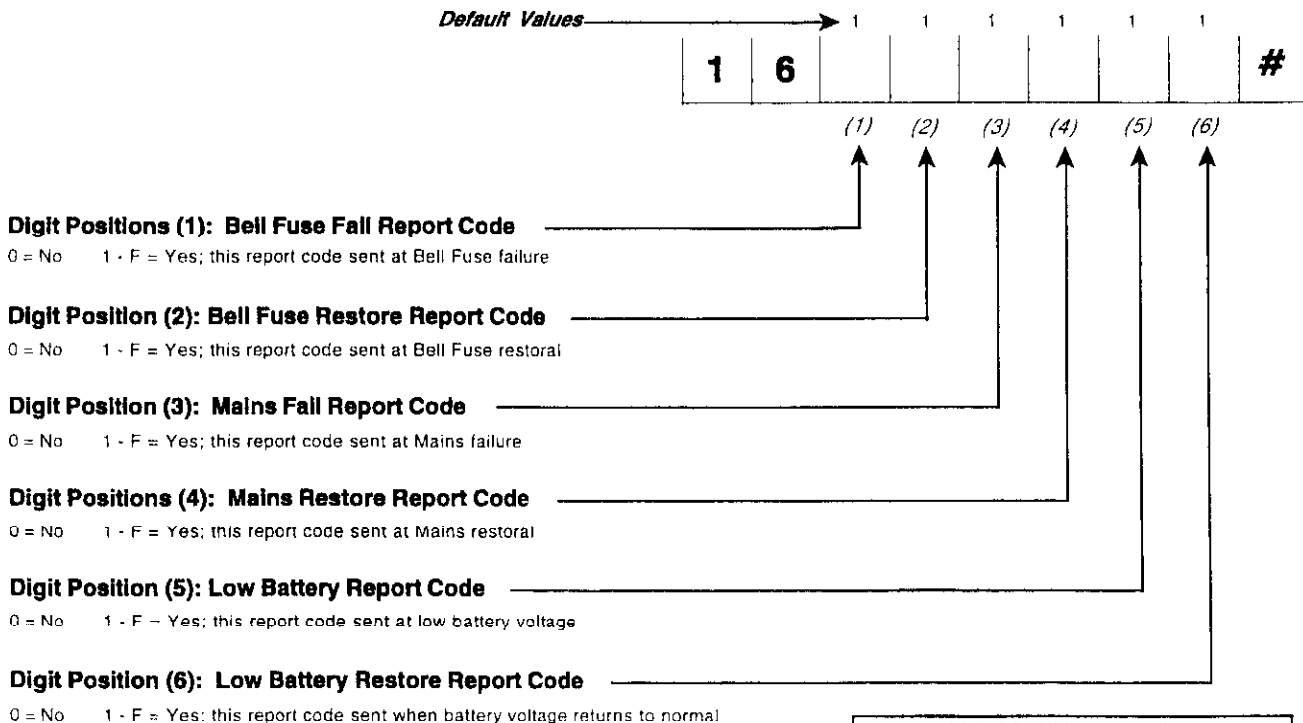 Default Values 1 1 1 1 1 1
1 6 #
(1) (2) (3) (4) (5) (6)
Digit Positions (1): Bell Fuse Fail Report Code
0 = No 1 - F = Yes; this report code sent at Bell Fuse failure
Digit Position (2): Bell Fuse Restore Report Code
0 = No 1 - F = Yes; this report code sent at Bell Fuse restoral
Digit Position (3): Mains Fail Report Code
0 = No 1 - F = Yes; this report code sent at Mains failure
Digit Positions (4): Mains Restore Report Code
0 = No 1 - F = Yes; this report code sent at Mains restoral
Digit Position (5): Low Battery Report Code
0 = No 1 - F = Yes; this report code sent at low battery voltage
Digit Position (6): Low Battery Restore Report Code
0 = No 1 - F = Yes; this report code sent when battery voltage returns to normal